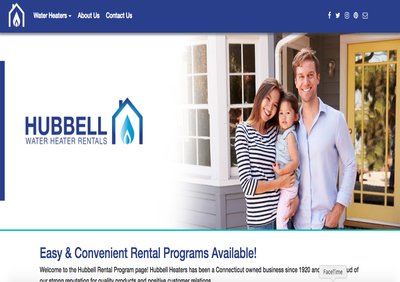 Water Heaters About Us Contact Us
HUBBELL
WATER HEATER RENTALS
Easy & Convenient Rental Programs Available!
Welcome to the Hubbell Rental Program page! Hubbell Heaters has been a Connecticut owned business since 1920 and ud of
FaceTime
our strong reputation for quality products and positive customer relations.